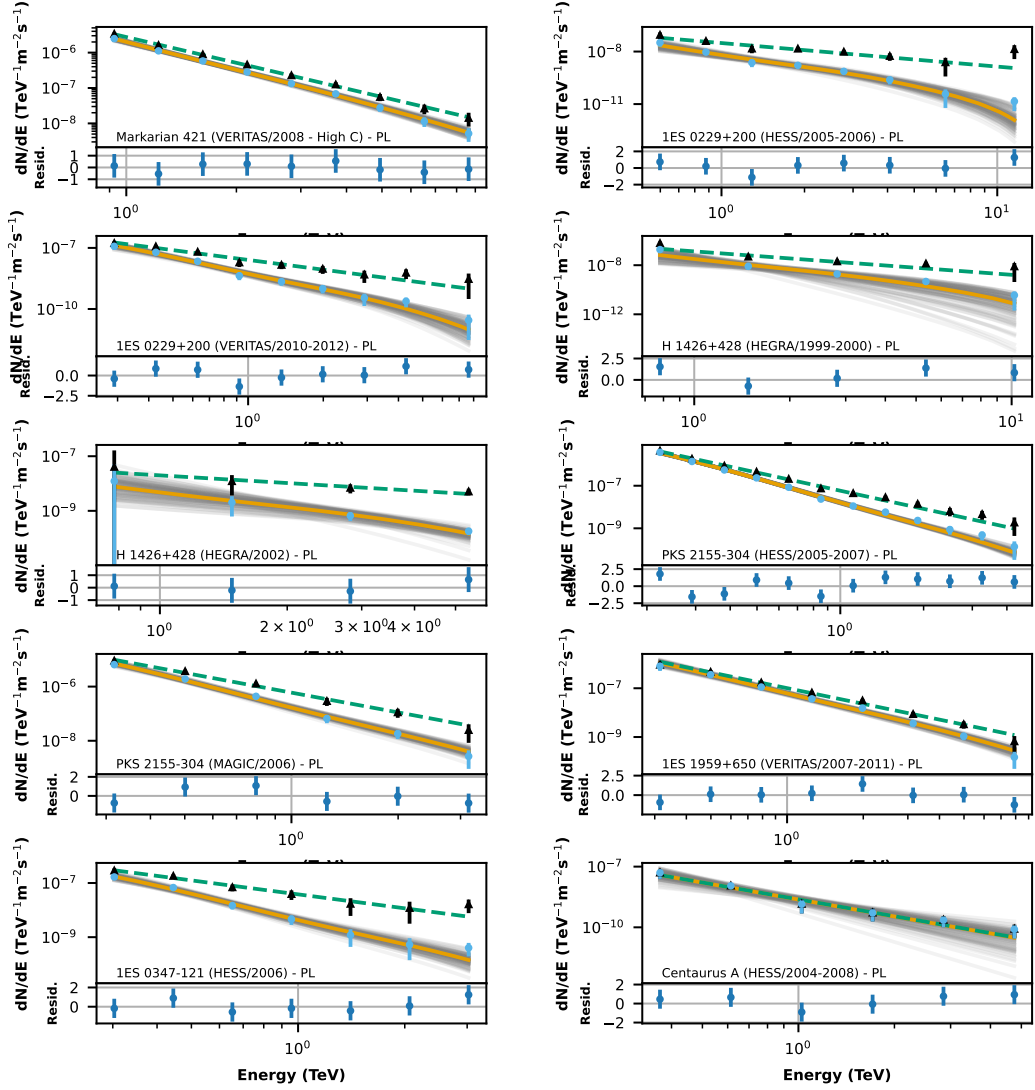 dN/dE (TeV⁻¹m⁻²s⁻¹)
10⁻⁶
10⁻⁷
10⁻⁸
Markarian 421 (VERITAS/2008 - High C) - PL
Resid.
1
0
−1
10⁰
dN/dE (TeV⁻¹m⁻²s⁻¹)
10⁻⁸
10⁻¹¹
1ES 0229+200 (HESS/2005-2006) - PL
Resid.
2
0
−2
10⁰
10¹
dN/dE (TeV⁻¹m⁻²s⁻¹)
10⁻⁷
10⁻¹⁰
1ES 0229+200 (VERITAS/2010-2012) - PL
Resid.
0.0
−2.5
10⁰
dN/dE (TeV⁻¹m⁻²s⁻¹)
10⁻⁸
10⁻¹²
H 1426+428 (HEGRA/1999-2000) - PL
Resid.
2.5
0.0
10⁰
10¹
dN/dE (TeV⁻¹m⁻²s⁻¹)
10⁻⁷
10⁻⁹
H 1426+428 (HEGRA/2002) - PL
Resid.
1
0
−1
10⁰
2 × 10⁰
3 × 10⁰
4 × 10⁰
dN/dE (TeV⁻¹m⁻²s⁻¹)
10⁻⁷
10⁻⁹
PKS 2155-304 (HESS/2005-2007) - PL
Resid.
2.5
0.0
−2.5
10⁰
dN/dE (TeV⁻¹m⁻²s⁻¹)
10⁻⁶
10⁻⁸
PKS 2155-304 (MAGIC/2006) - PL
Resid.
2
0
10⁰
dN/dE (TeV⁻¹m⁻²s⁻¹)
10⁻⁷
10⁻⁹
1ES 1959+650 (VERITAS/2007-2011) - PL
Resid.
2.5
0.0
10⁰
dN/dE (TeV⁻¹m⁻²s⁻¹)
10⁻⁷
10⁻⁹
1ES 0347-121 (HESS/2006) - PL
Resid.
2
0
10⁰
Energy (TeV)
dN/dE (TeV⁻¹m⁻²s⁻¹)
10⁻⁷
10⁻¹⁰
Centaurus A (HESS/2004-2008) - PL
Resid.
2
0
−2
10⁰
Energy (TeV)